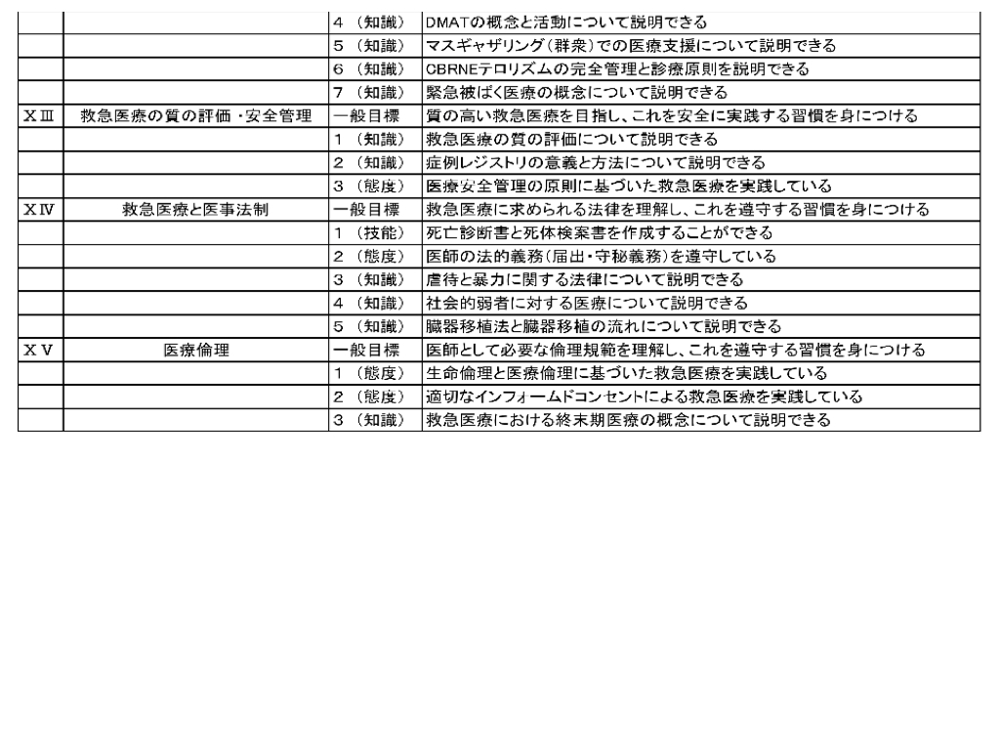 4 （知識） DMATの概念と活動について説明できる
5 （知識） マスギャザリング（群衆）での医療支援について説明できる
6 （知識） CBRNEテロリズムの完全管理と診療原則を説明できる
7 （知識） 緊急被ばく医療の概念について説明できる
XⅢ 救急医療の質の評価・安全管理 一般目標 質の高い救急医療を目指し、これを安全に実践する習慣を身につける
1 （知識） 救急医療の質の評価について説明できる
2 （知識） 症例レジストリの意義と方法について説明できる
3 （態度） 医療安全管理の原則に基づいた救急医療を実践している
XⅣ 救急医療と医事法制 一般目標 救急医療に求められる法律を理解し、これを遵守する習慣を身につける
1 （技能） 死亡診断書と死体検案書を作成することができる
2 （態度） 医師の法的義務（届出・守秘義務）を遵守している
3 （知識） 虐待と暴力に関する法律について説明できる
4 （知識） 社会的弱者に対する医療について説明できる
5 （知識） 臓器移植法と臓器移植の流れについて説明できる
XⅤ 医療倫理 一般目標 医師として必要な倫理規範を理解し、これを遵守する習慣を身につける
1 （態度） 生命倫理と医療倫理に基づいた救急医療を実践している
2 （態度） 適切なインフォームドコンセントによる救急医療を実践している
3 （知識） 救急医療における終末期医療の概念について説明できる